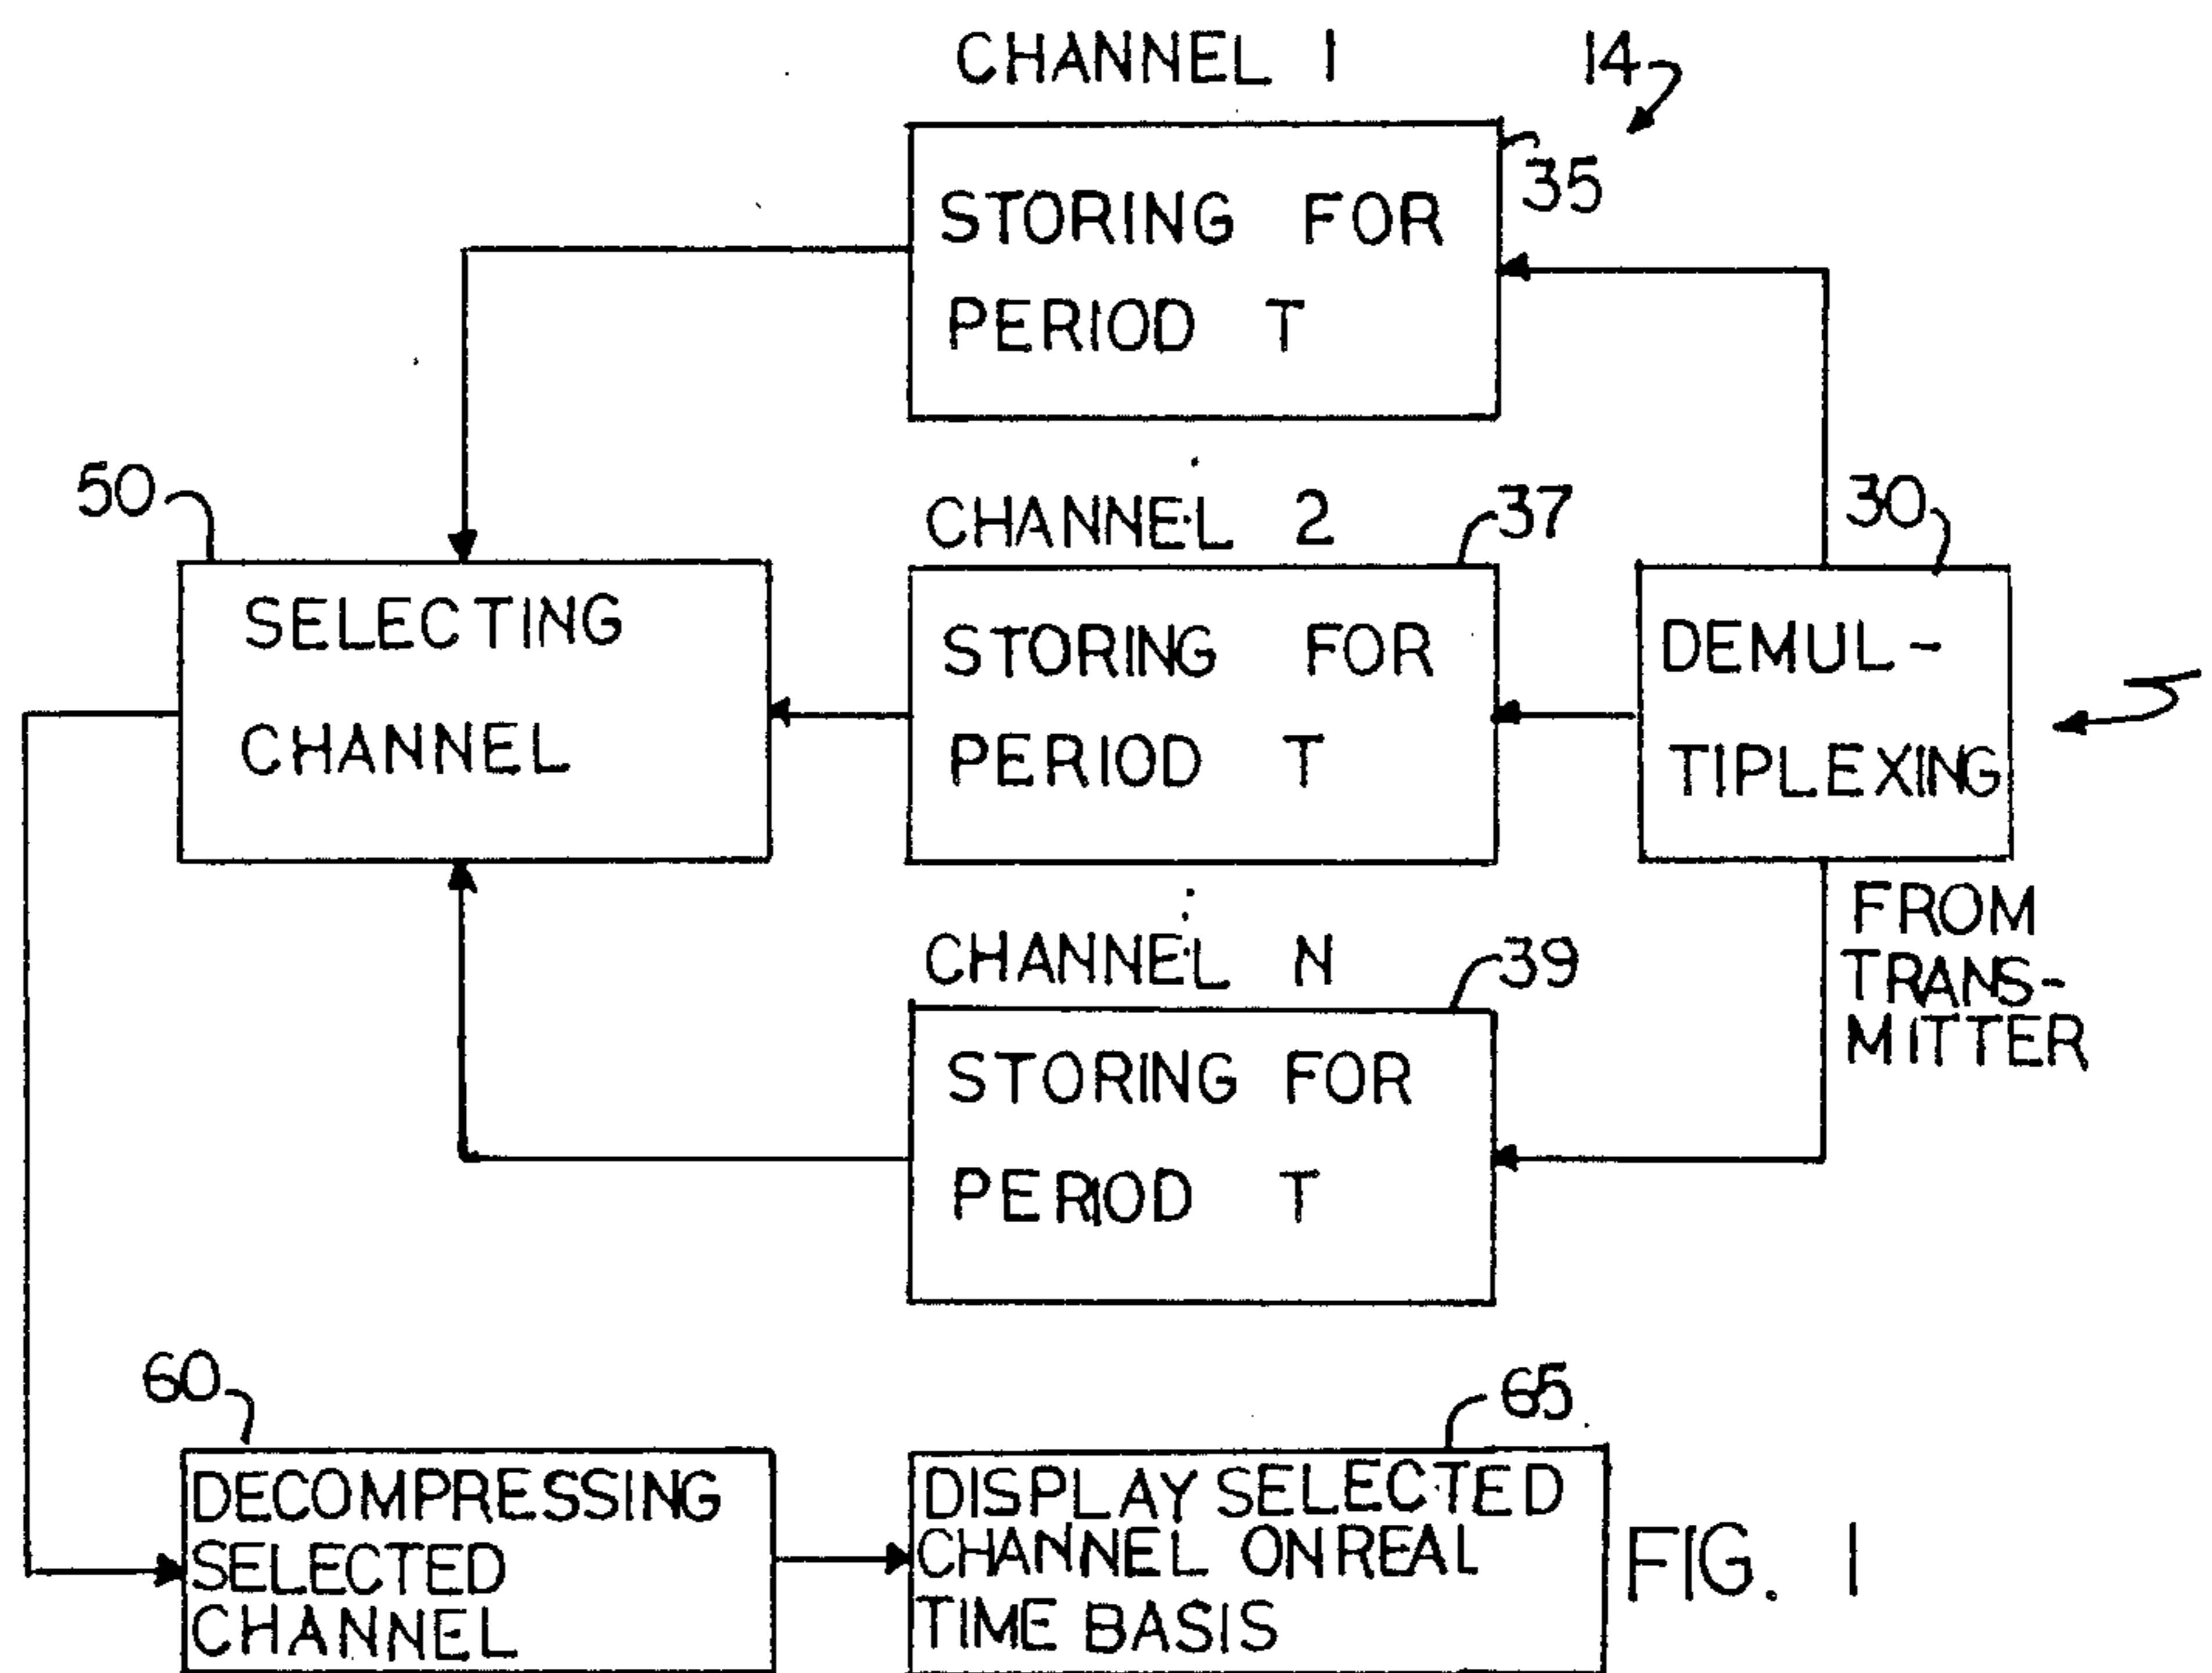 CHANNEL 1
14
35
STORING FOR
PERIOD T
50
CHANNEL 2
37
30
SELECTING
CHANNEL
STORING FOR
PERIOD T
DEMUL-
TIPLEXING
FROM
TRANS-
MITTER
CHANNEL N
39
STORING FOR
PERIOD T
60
65
DECOMPRESSING
SELECTED
CHANNEL
DISPLAY SELECTED
CHANNEL ON REAL
TIME BASIS
FIG. 1